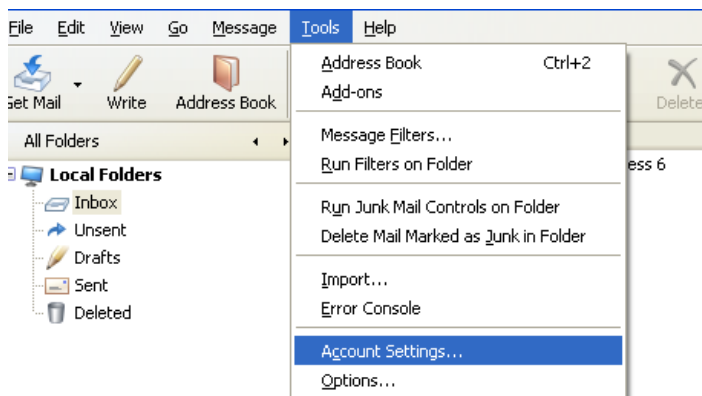 File Edit View Go Message Tools Help
Get Mail Write Address Book Delete
All Folders
Local Folders
Inbox
Unsent
Drafts
Sent
Deleted
Address Book Ctrl+2
Add-ons
Message Filters...
Run Filters on Folder
Run Junk Mail Controls on Folder
Delete Mail Marked as Junk in Folder
Import...
Error Console
Account Settings...
Options...
ess 6